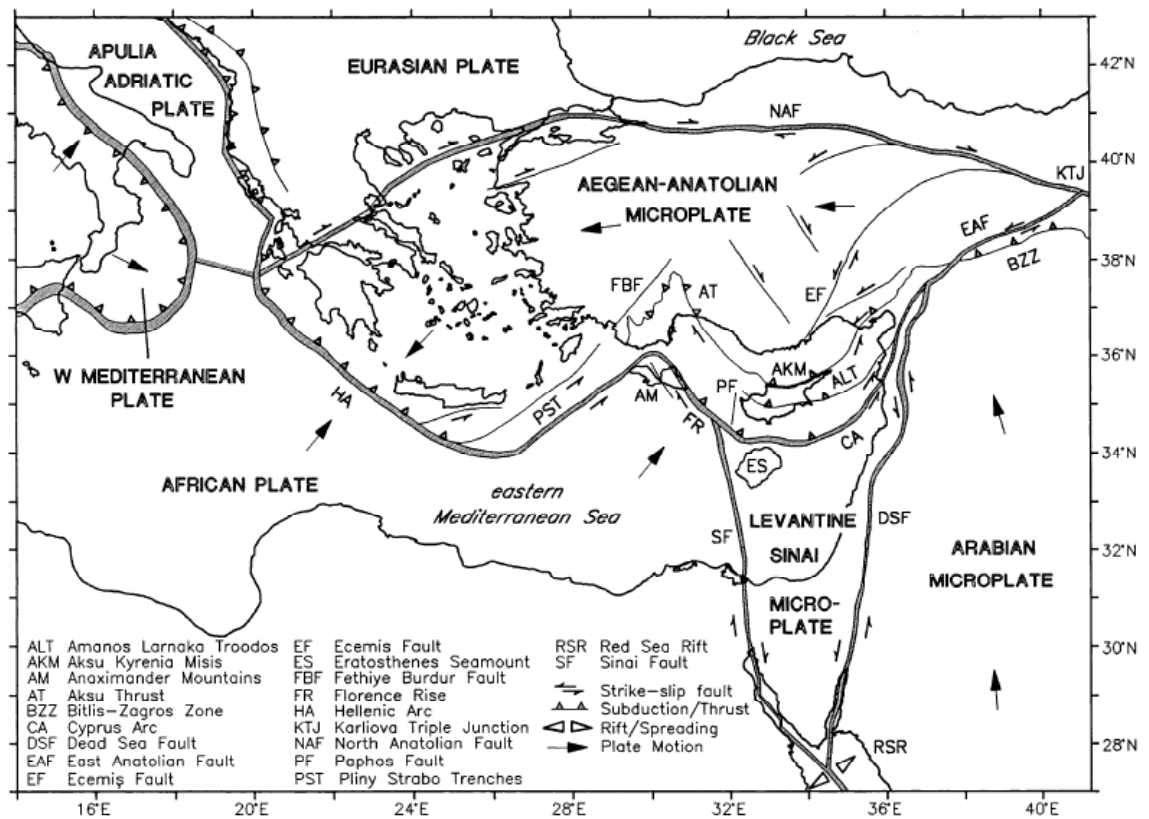 Black Sea
APULIA
ADRIATIC
PLATE
EURASIAN PLATE
42°N
NAF
40°N
KTJ
AEGEAN-ANATOLIAN
MICROPLATE
EAF
BZZ
38°N
FBF
AT
EF
36°N
W MEDITERRANEAN
PLATE
HA
PST
AM
FR
PF
AKM
ALT
CA
34°N
ES
AFRICAN PLATE
eastern
Mediterranean Sea
SF
LEVANTINE
SINAI
MICRO-
PLATE
DSF
ARABIAN
MICROPLATE
32°N
30°N
28°N
RSR
ALT Amanos Larnaka Troodos
AKM Aksu Kyrenia Misis
AM Anaximander Mountains
AT Aksu Thrust
BZZ Bitlis-Zagros Zone
CA Cyprus Arc
DSF Dead Sea Fault
EAF East Anatolian Fault
EF Ecemiş Fault
EF Ecemis Fault
ES Eratosthenes Seamount
FBF Fethiye Burdur Fault
FR Florence Rise
HA Hellenic Arc
KTJ Karliova Triple Junction
NAF North Anatolian Fault
PF Paphos Fault
PST Pliny Strabo Trenches
RSR Red Sea Rift
SF Sinai Fault
Strike-slip fault
Subduction/Thrust
Rift/Spreading
Plate Motion
16°E 20°E 24°E 28°E 32°E 36°E 40°E